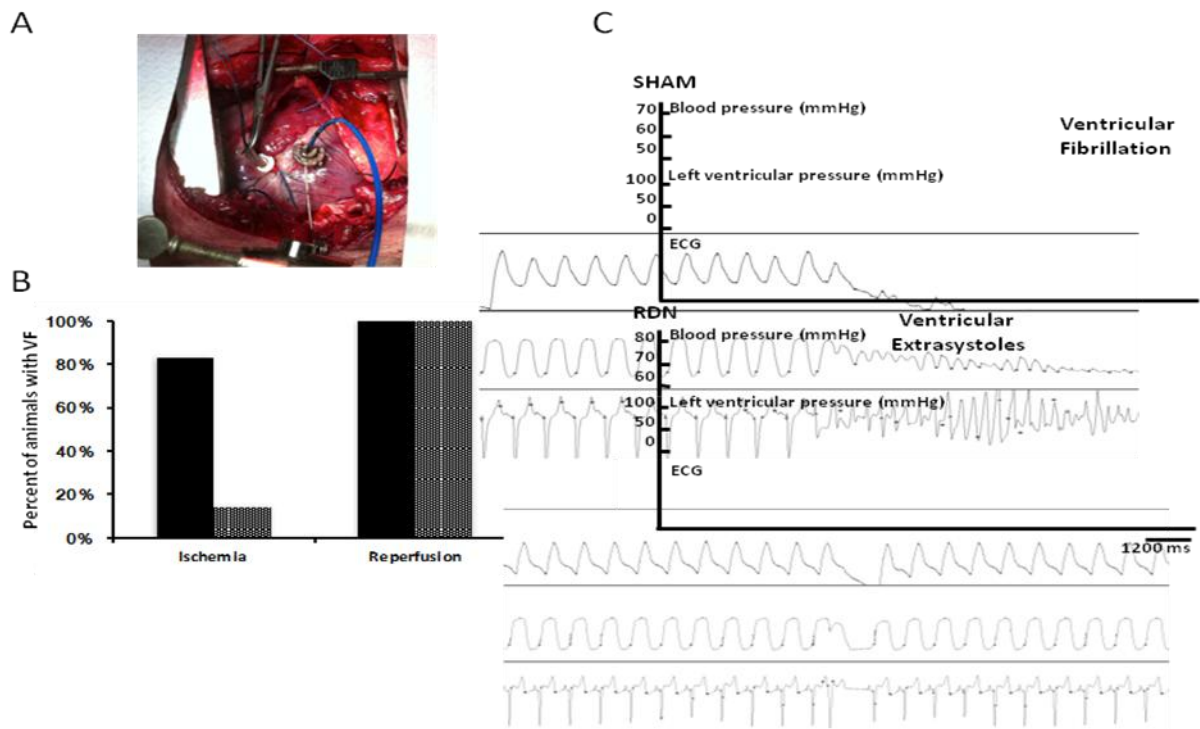 A
B
Percent of animals with VF
100%
80%
60%
40%
20%
0%
Ischemia
Reperfusion
C
SHAM
70
60
50
Blood pressure (mmHg)
Ventricular
Fibrillation
100
50
0
Left ventricular pressure (mmHg)
ECG
RDN
80
70
60
Blood pressure (mmHg)
Ventricular
Extrasystoles
100
50
0
Left ventricular pressure (mmHg)
ECG
1200 ms